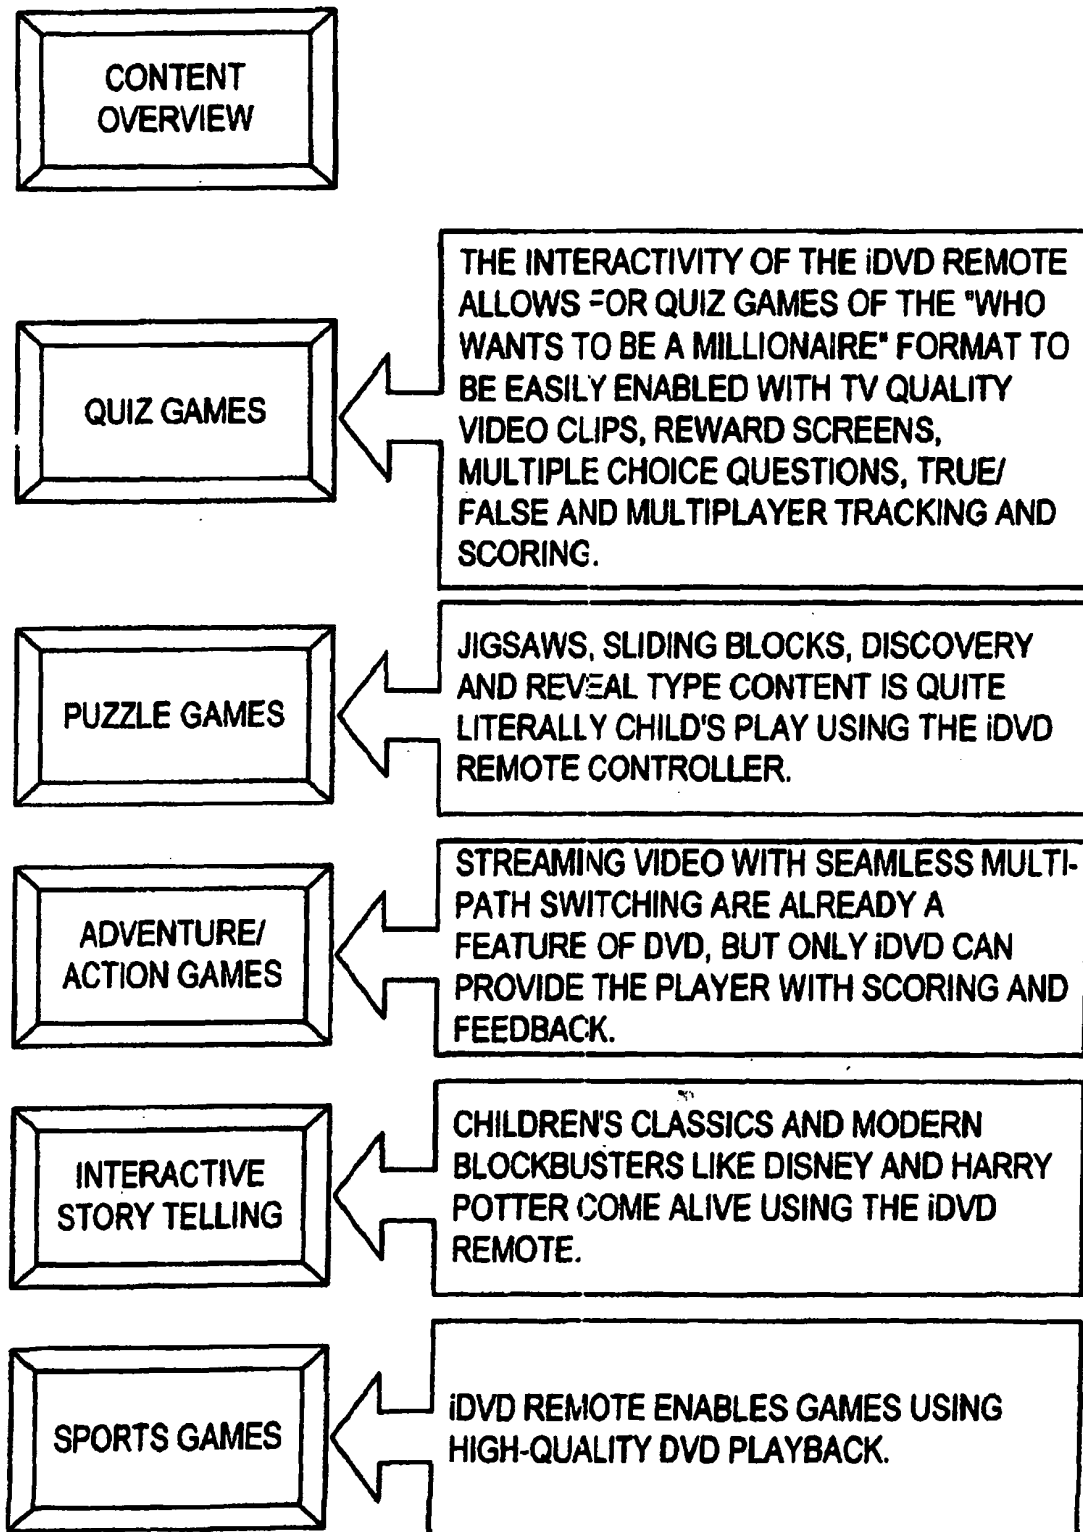 CONTENT
OVERVIEW
QUIZ GAMES
THE INTERACTIVITY OF THE iDVD REMOTE
ALLOWS FOR QUIZ GAMES OF THE "WHO
WANTS TO BE A MILLIONAIRE" FORMAT TO
BE EASILY ENABLED WITH TV QUALITY
VIDEO CLIPS, REWARD SCREENS,
MULTIPLE CHOICE QUESTIONS, TRUE/
FALSE AND MULTIPLAYER TRACKING AND
SCORING.
PUZZLE GAMES
JIGSAWS, SLIDING BLOCKS, DISCOVERY
AND REVEAL TYPE CONTENT IS QUITE
LITERALLY CHILD'S PLAY USING THE iDVD
REMOTE CONTROLLER.
ADVENTURE/
ACTION GAMES
STREAMING VIDEO WITH SEAMLESS MULTI-
PATH SWITCHING ARE ALREADY A
FEATURE OF DVD, BUT ONLY iDVD CAN
PROVIDE THE PLAYER WITH SCORING AND
FEEDBACK.
INTERACTIVE
STORY TELLING
CHILDREN'S CLASSICS AND MODERN
BLOCKBUSTERS LIKE DISNEY AND HARRY
POTTER COME ALIVE USING THE iDVD
REMOTE.
SPORTS GAMES
iDVD REMOTE ENABLES GAMES USING
HIGH-QUALITY DVD PLAYBACK.